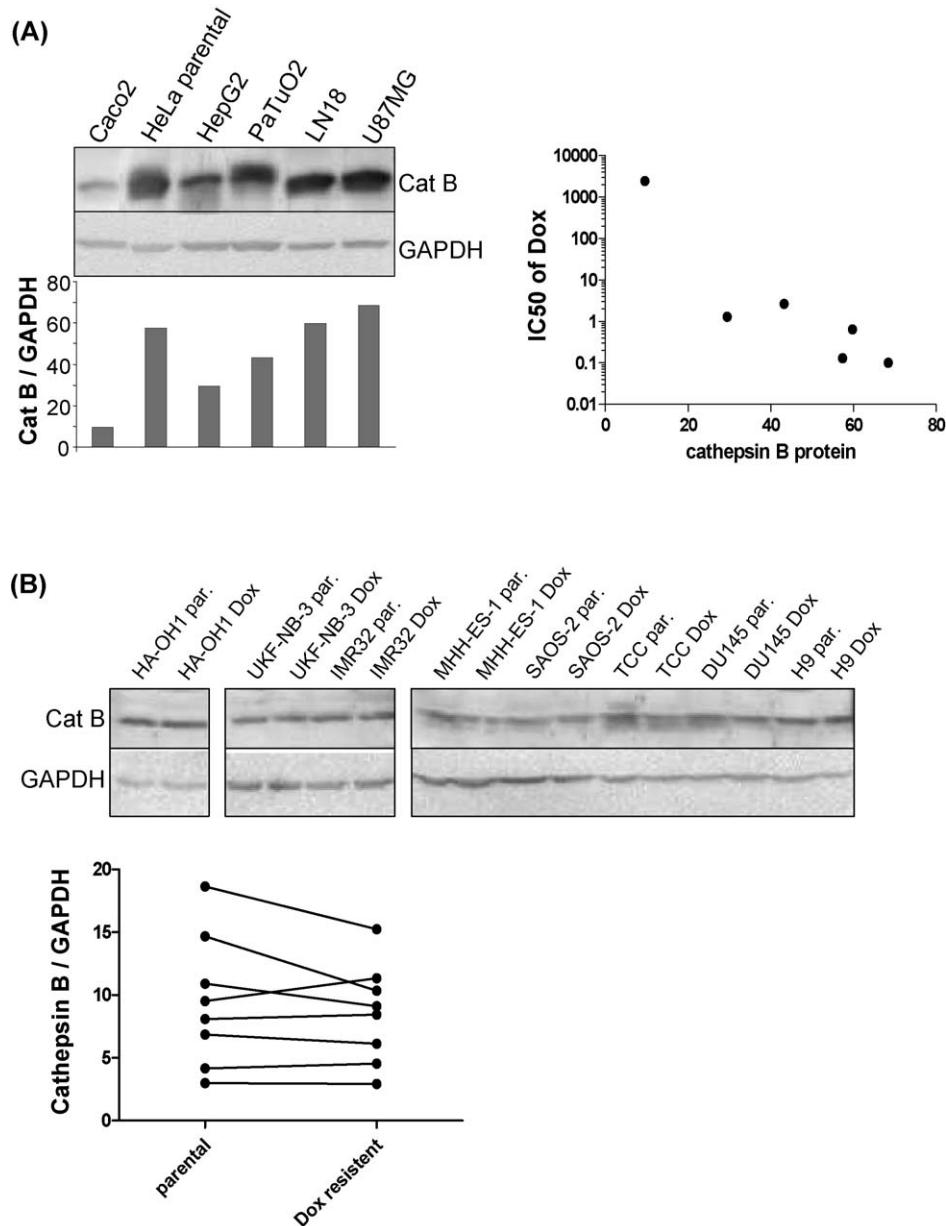 (A)
Caco2
HeLa parental
HepG2
PaTuO2
LN18
U87MG
Cat B
GAPDH
80
60
40
20
0
Cat B / GAPDH
10000
1000
100
10
1
0.1
0.01
IC50 of Dox
0 20 40 60 80
cathepsin B protein
(B)
HA-OH1 par.
HA-OH1 Dox
UKF-NB-3 par.
UKF-NB-3 Dox
IMR32 par.
IMR32 Dox
MHH-ES-1 par.
MHH-ES-1 Dox
SAOS-2 par.
SAOS-2 Dox
TCC par.
TCC Dox
DU145 par.
DU145 Dox
H9 par.
H9 Dox
Cat B
GAPDH
20
15
10
5
0
Cathepsin B / GAPDH
parental
Dox resistent